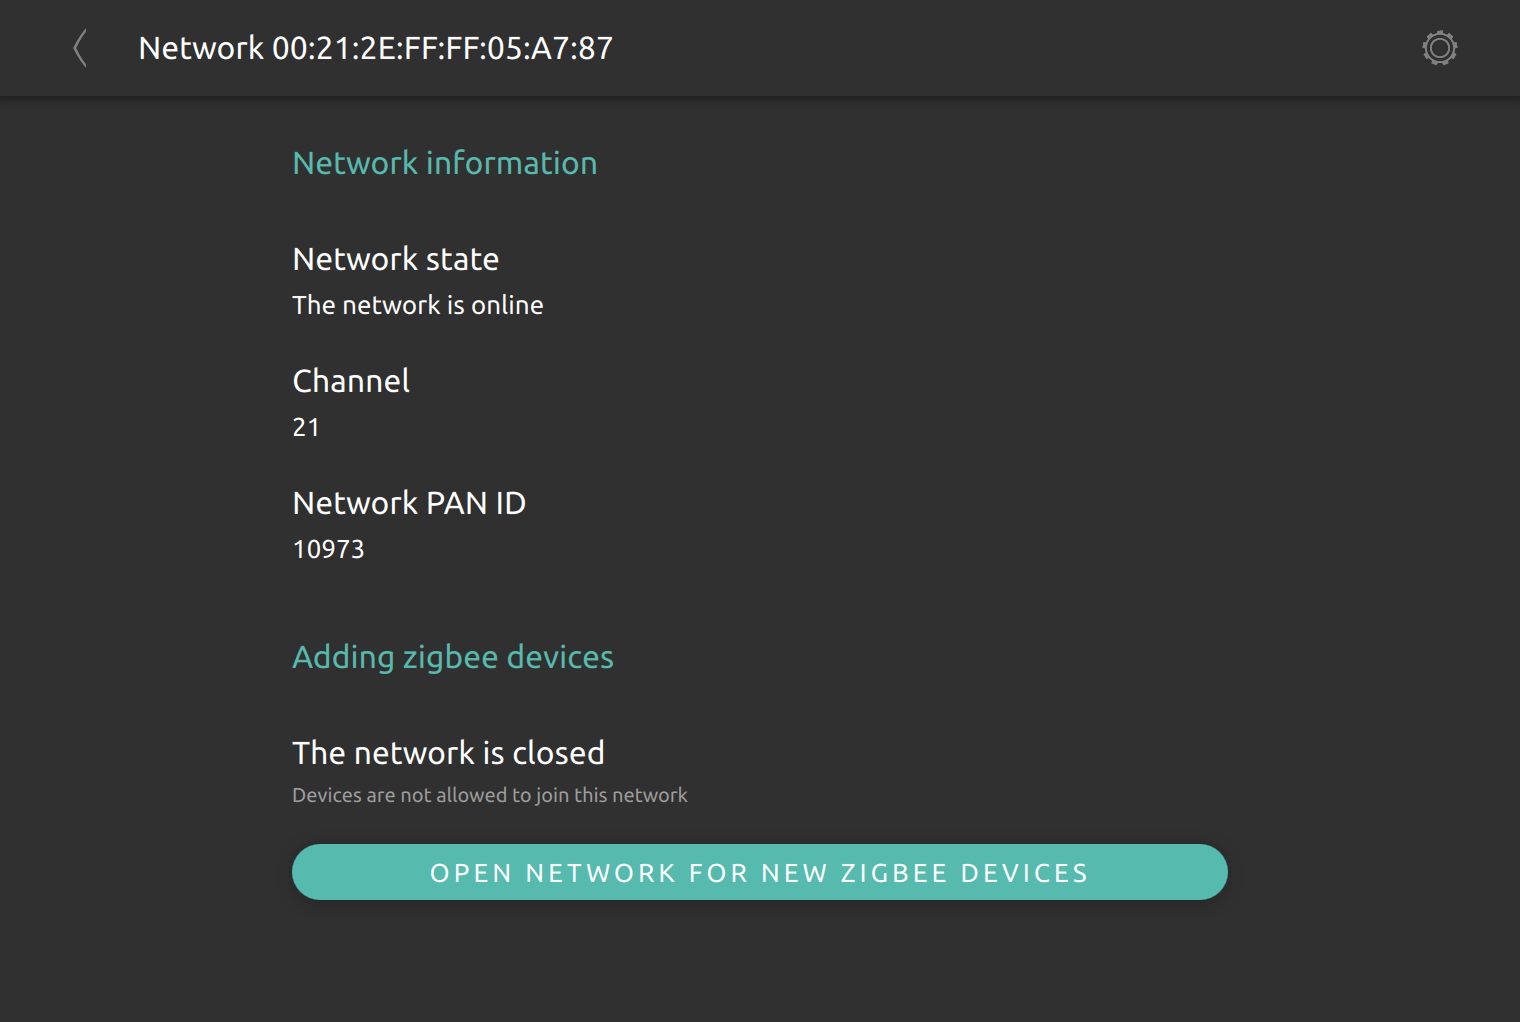 Network 00:21:2E:FF:FF:05:A7:87
Network information
Network state
The network is online
Channel
21
Network PAN ID
10973
Adding zigbee devices
The network is closed
Devices are not allowed to join this network
OPEN NETWORK FOR NEW ZIGBEE DEVICES